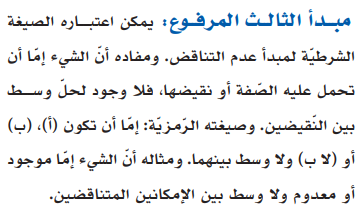 مبدأ الثالث المرفوع: يمكن اعتباره الصيغة
الشرطيّة لمبدأ عدم التناقض. ومفاده أنّ الشيء إمّا أن
تحمل عليه الصّفة أو نقيضها، فلا وجود لحلّ وسط
بين النّقيضين. وصيغته الرّمزيّة: إمّا أن تكون (أ)، (ب)
أو (لا ب) ولا وسط بينهما. ومثاله أنّ الشيء إمّا موجود
أو معدوم ولا وسط بين الإمكانين المتناقضين.